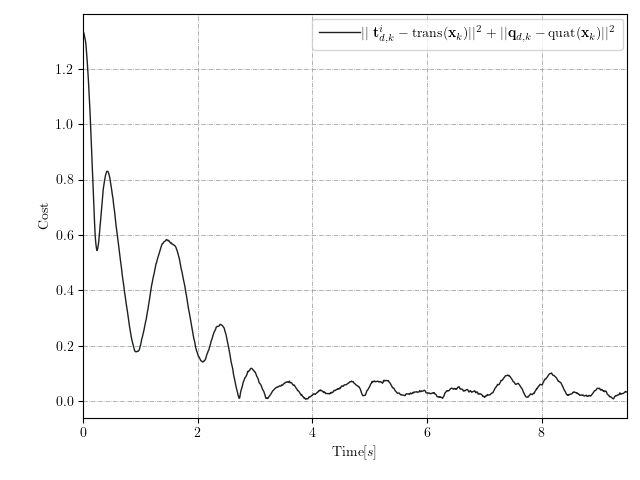 || t^i_{d,k} − trans(x_k)||² + ||q_{d,k} − quat(x_k)||²
1.2
1.0
0.8
0.6
0.4
0.2
0.0
Cost
0 2 4 6 8
Time[s]